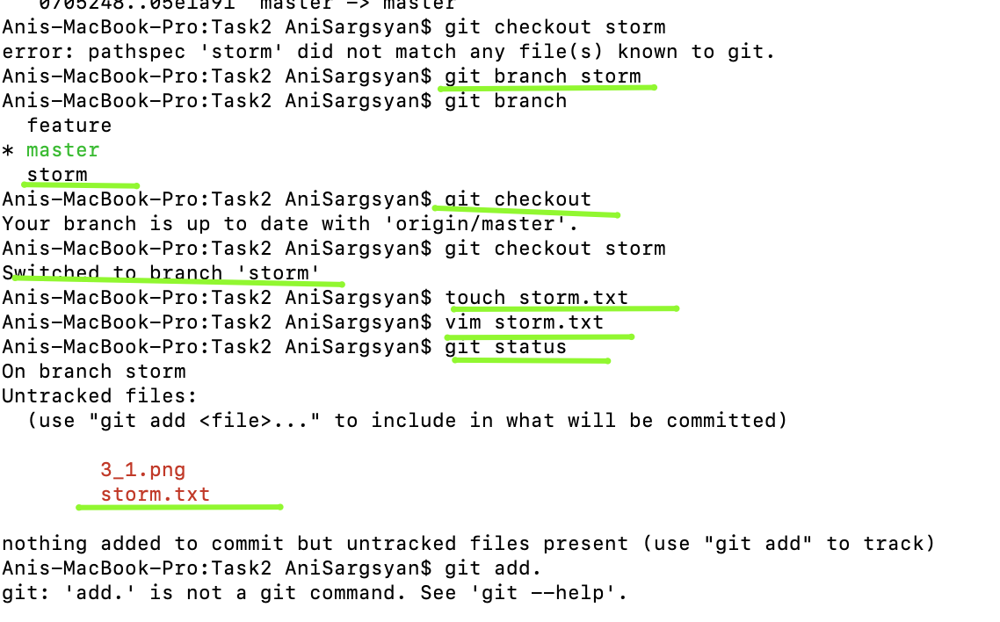 0705248..05e1a91  master -> master
Anis-MacBook-Pro:Task2 AniSargsyan$ git checkout storm
error: pathspec 'storm' did not match any file(s) known to git.
Anis-MacBook-Pro:Task2 AniSargsyan$ git branch storm
Anis-MacBook-Pro:Task2 AniSargsyan$ git branch
  feature
* master
  storm
Anis-MacBook-Pro:Task2 AniSargsyan$ git checkout
Your branch is up to date with 'origin/master'.
Anis-MacBook-Pro:Task2 AniSargsyan$ git checkout storm
Switched to branch 'storm'
Anis-MacBook-Pro:Task2 AniSargsyan$ touch storm.txt
Anis-MacBook-Pro:Task2 AniSargsyan$ vim storm.txt
Anis-MacBook-Pro:Task2 AniSargsyan$ git status
On branch storm
Untracked files:
  (use "git add <file>..." to include in what will be committed)
        3_1.png
        storm.txt
nothing added to commit but untracked files present (use "git add" to track)
Anis-MacBook-Pro:Task2 AniSargsyan$ git add.
git: 'add.' is not a git command. See 'git --help'.